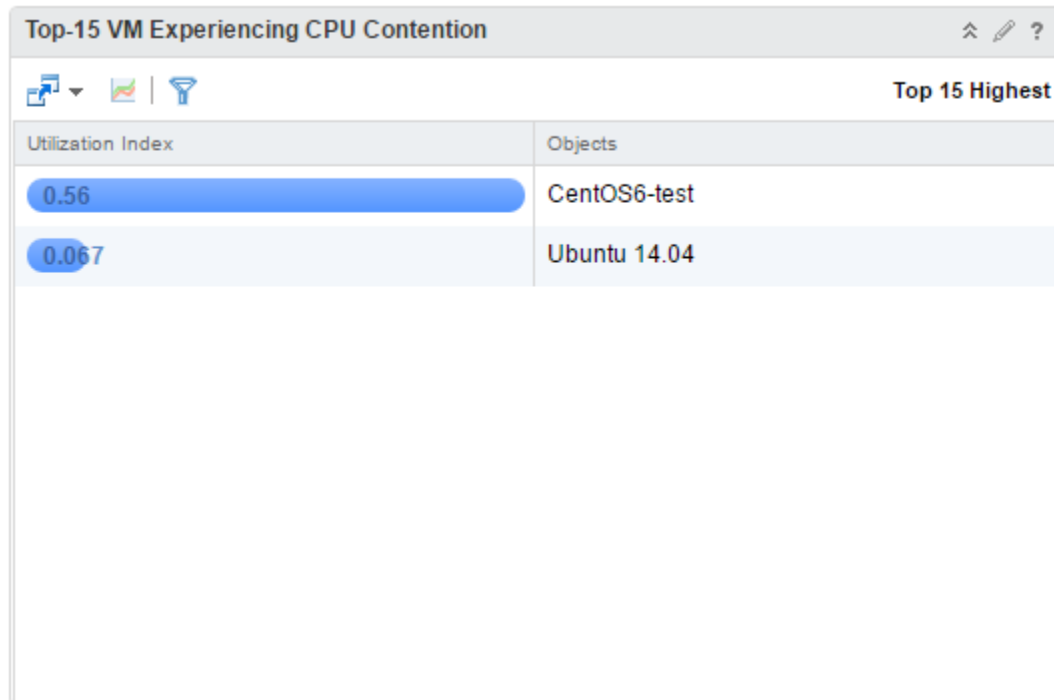 Top-15 VM Experiencing CPU Contention ?
Top 15 Highest
Utilization Index Objects
0.56 CentOS6-test
0.067 Ubuntu 14.04